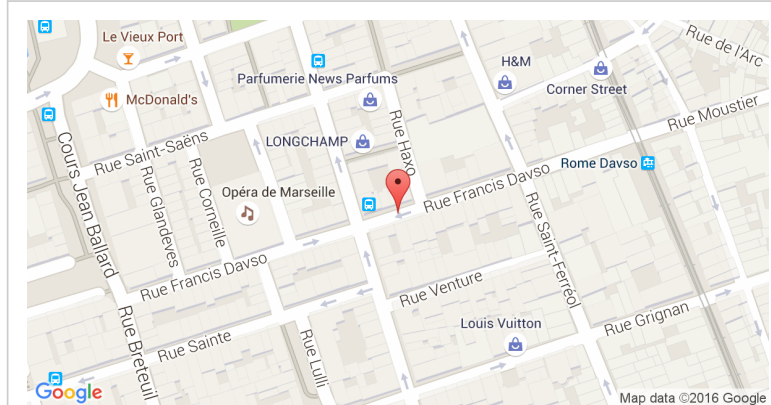 Le Vieux Port
H&M
Rue de l'Arc
Parfumerie News Parfums
Corner Street
McDonald's
Rue Moustier
Cours Jean Ballard
Rue Saint-Saëns
LONGCHAMP
Rue Haxo
Rome Davso
Rue Glandeves
Rue Corneille
Opéra de Marseille
Rue Francis Davso
Rue Saint-Ferréol
Rue Francis Davso
Rue Venture
Rue Breteuil
Rue Sainte
Rue Lulli
Louis Vuitton
Rue Grignan
Google
Map data ©2016 Google